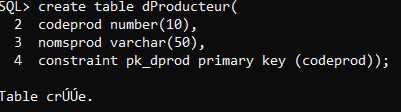 SQL> create table dProducteur(
2 codeprod number(10),
3 nomsprod varchar(50),
4 constraint pk_dprod primary key (codeprod));
Table crÚÚe.